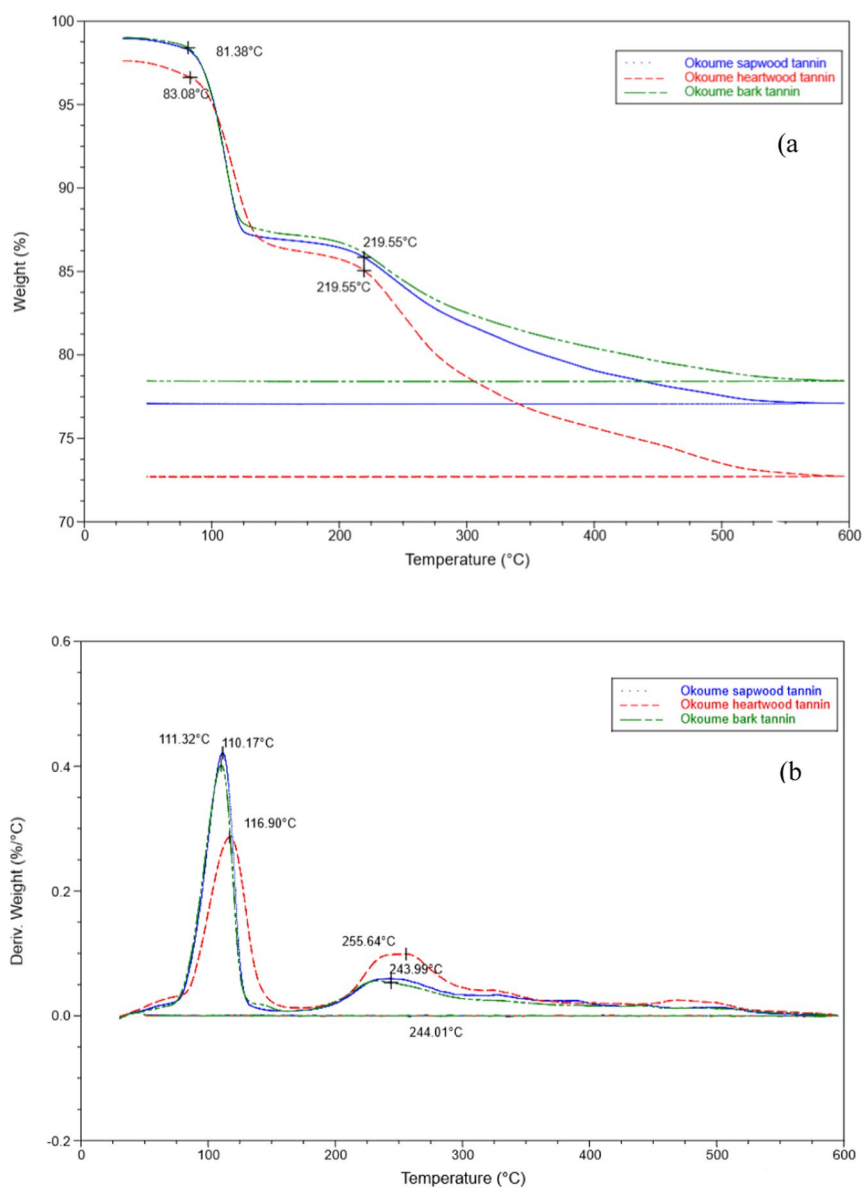 100
95
90
85
80
75
70
Weight (%)
81.38°C
83.08°C
219.55°C
219.55°C
Okoume sapwood tannin
Okoume heartwood tannin
Okoume bark tannin
(a
0 100 200 300 400 500 600
Temperature (°C)
0.6
0.4
0.2
0.0
-0.2
Deriv. Weight (%/°C)
111.32°C 110.17°C
116.90°C
255.64°C
243.99°C
244.01°C
Okoume sapwood tannin
Okoume heartwood tannin
Okoume bark tannin
(b
0 100 200 300 400 500 600
Temperature (°C)